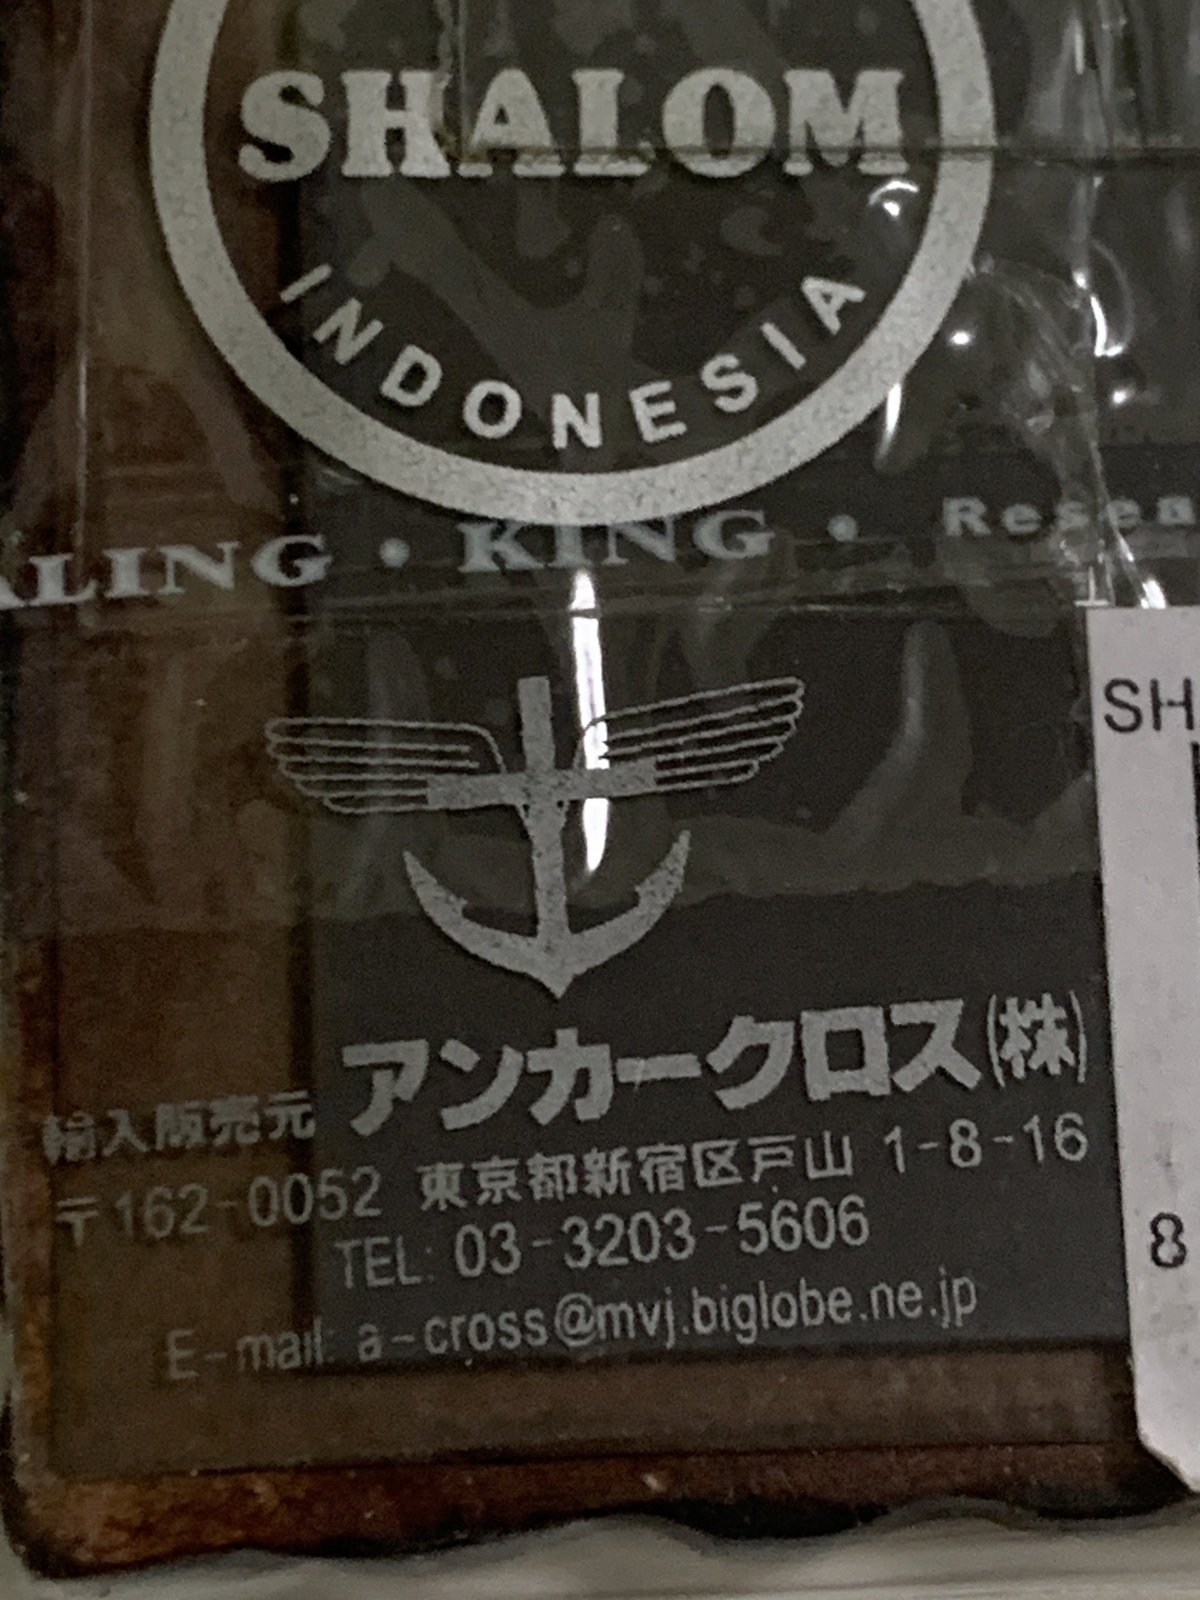 SHALOM
INDONESIA
ALING • KING • Resea
SH
アンカークロス(株)
輸入販売元
〒162-0052 東京都新宿区戸山 1-8-16
TEL: 03-3203-5606
8
E-mail: a-cross@mvj.biglobe.ne.jp